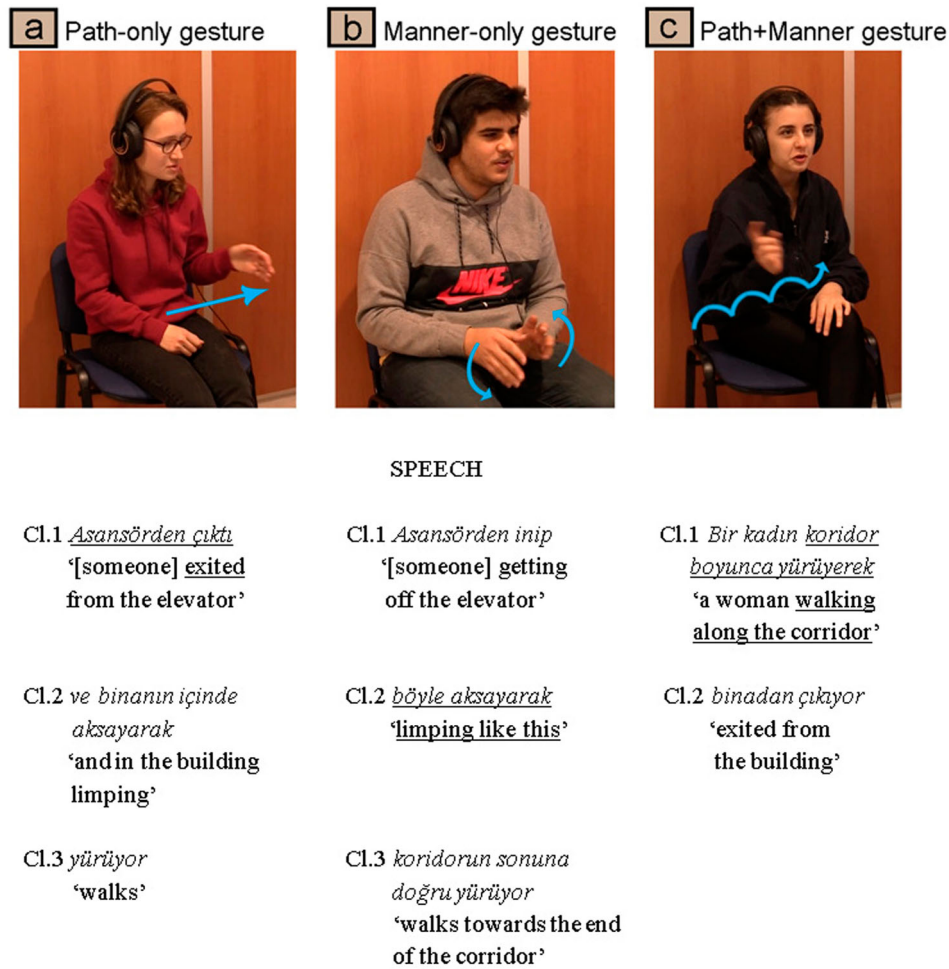 a Path-only gesture
b Manner-only gesture
c Path+Manner gesture
NIKE
SPEECH
Cl.1 Asansörden çıktı
‘[someone] exited
from the elevator’
Cl.2 ve binanın içinde
aksayarak
‘and in the building
limping’
Cl.3 yürüyor
‘walks’
Cl.1 Asansörden inip
‘[someone] getting
off the elevator’
Cl.2 böyle aksayarak
‘limping like this’
Cl.3 koridorun sonuna
doğru yürüyor
‘walks towards the end
of the corridor’
Cl.1 Bir kadın koridor
boyunca yürüyerek
‘a woman walking
along the corridor’
Cl.2 binadan çıkıyor
‘exited from
the building’